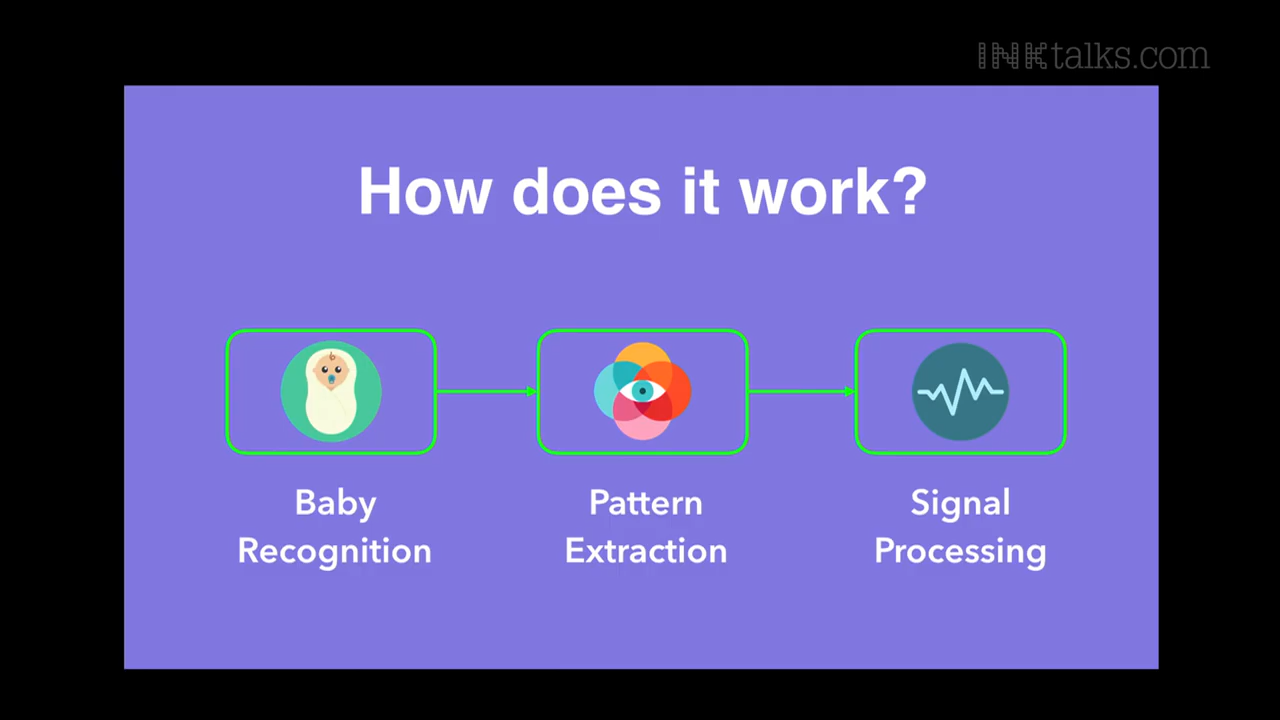 INKtalks.com
How does it work?
Baby
Recognition
Pattern
Extraction
Signal
Processing